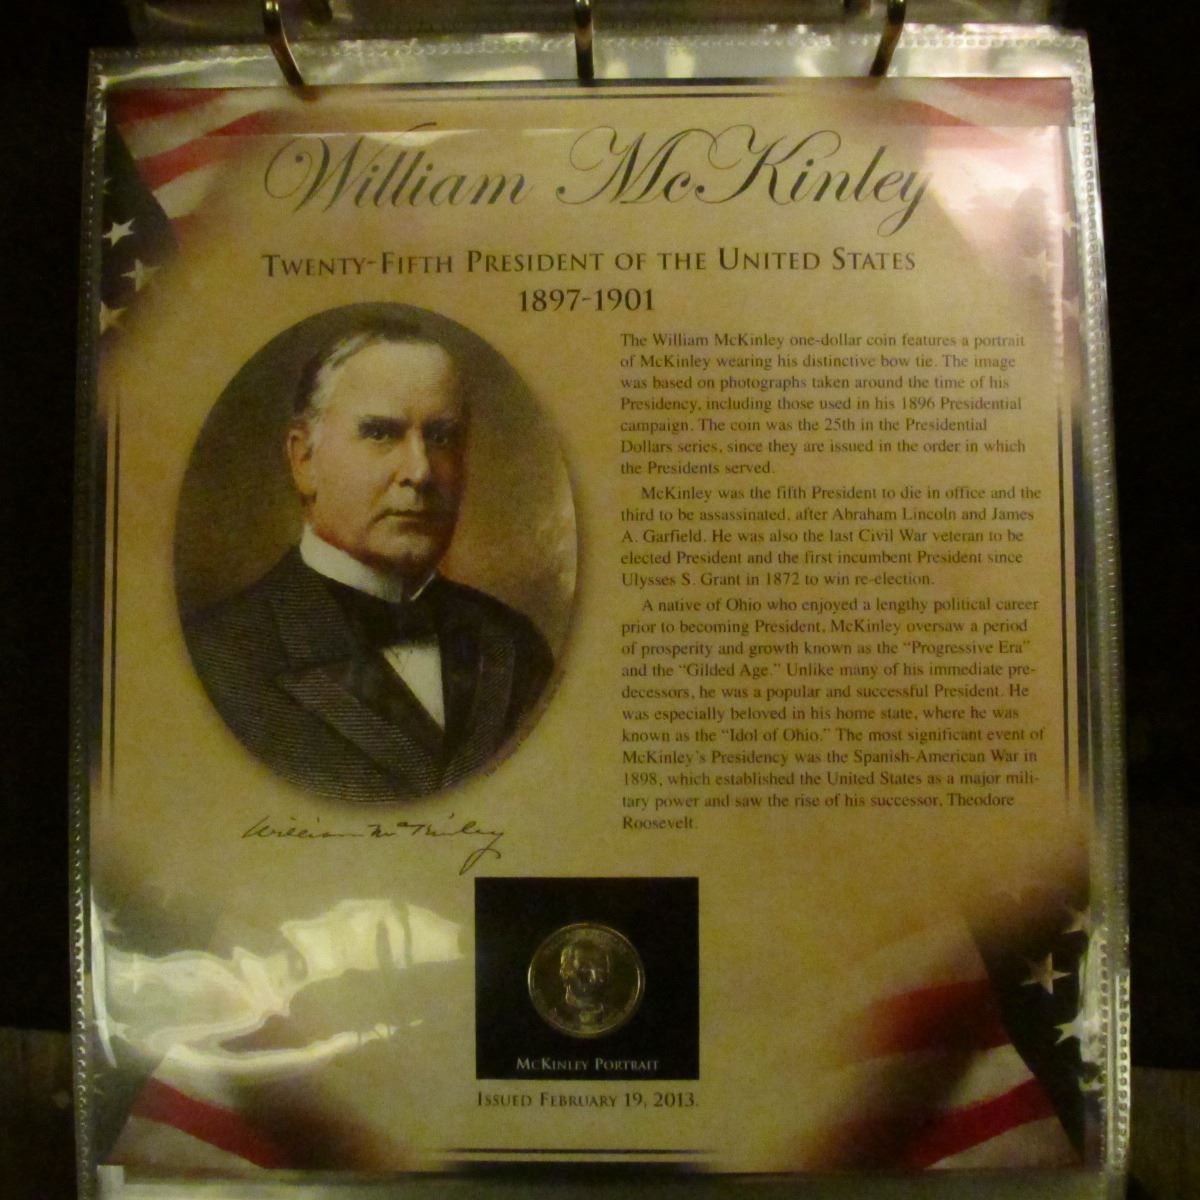 William McKinley
TWENTY-FIFTH PRESIDENT OF THE UNITED STATES
1897-1901
The William McKinley one-dollar coin features a portrait
of McKinley wearing his distinctive bow tie. The image
was based on photographs taken around the time of his
Presidency, including those used in his 1896 Presidential
campaign. The coin was the 25th in the Presidential
Dollars series, since they are issued in the order in which
the Presidents served.
McKinley was the fifth President to die in office and the
third to be assassinated, after Abraham Lincoln and James
A. Garfield. He was also the last Civil War veteran to be
elected President and the first incumbent President since
Ulysses S. Grant in 1872 to win re-election.
A native of Ohio who enjoyed a lengthy political career
prior to becoming President, McKinley oversaw a period
of prosperity and growth known as the “Progressive Era”
and the “Gilded Age.” Unlike many of his immediate pre-
decessors, he was a popular and successful President. He
was especially beloved in his home state, where he was
known as the “Idol of Ohio.” The most significant event of
McKinley’s Presidency was the Spanish-American War in
1898, which established the United States as a major mili-
tary power and saw the rise of his successor, Theodore
Roosevelt.
William McKinley
MCKINLEY PORTRAIT
ISSUED FEBRUARY 19, 2013.